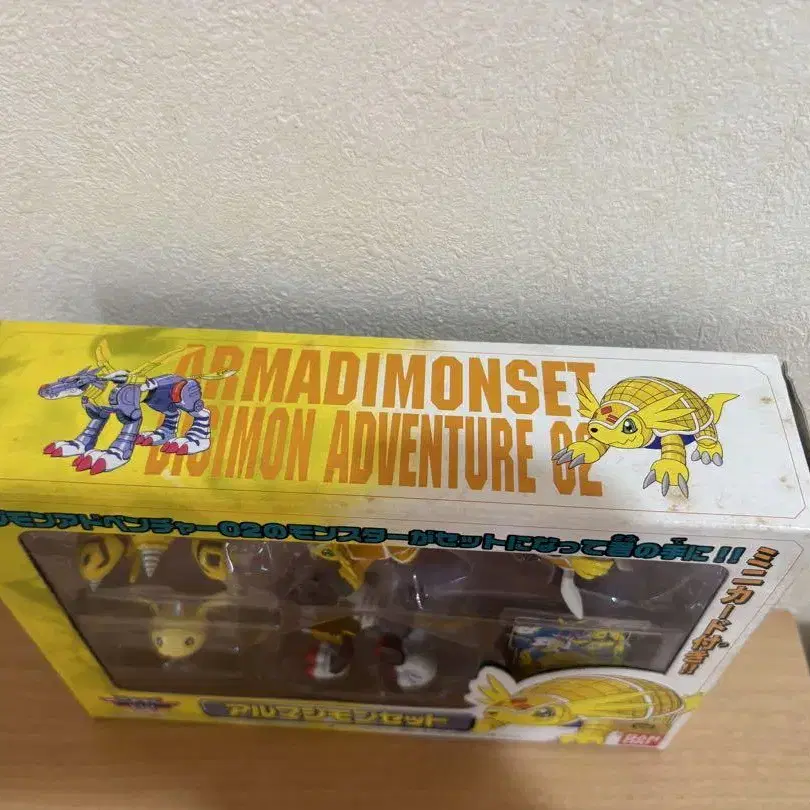 ARMADIMONSET
DIGIMON ADVENTURE 02
モンアドベンチャー02のモンスターがセットになって君の手に!!
ミニカード付き!!
アルマジモンセット